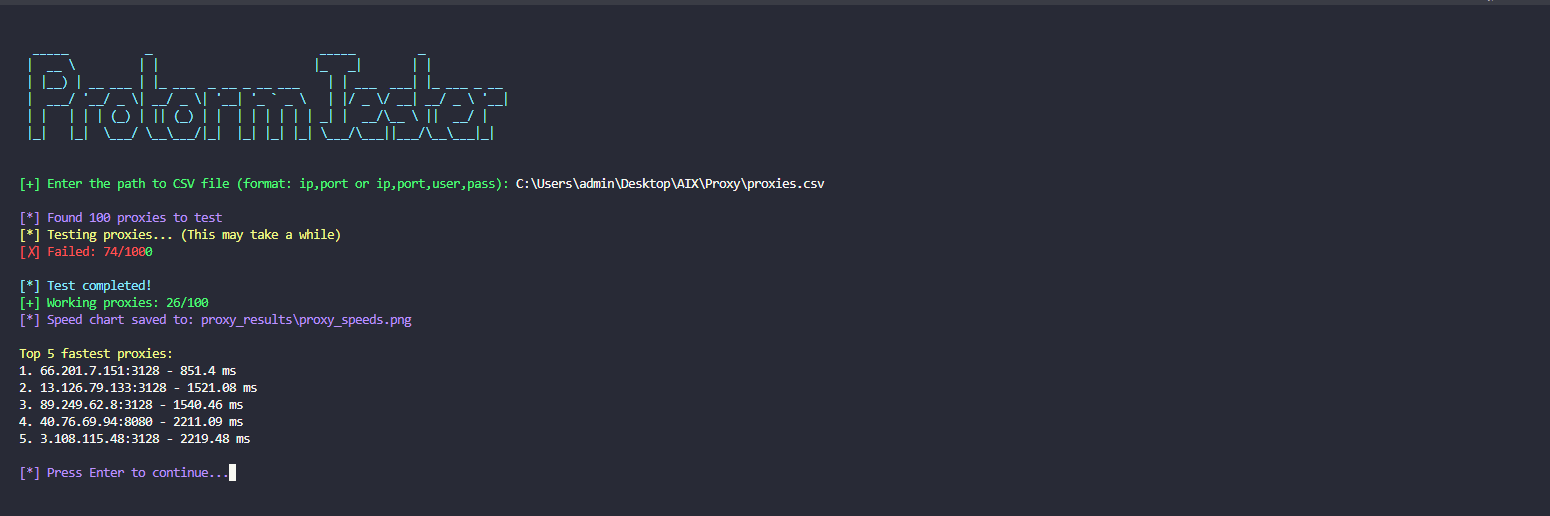 [+] Enter the path to CSV file (format: ip,port or ip,port,user,pass): C:\Users\admin\Desktop\AIX\Proxy\proxies.csv
[*] Found 100 proxies to test
[*] Testing proxies... (This may take a while)
[X] Failed: 74/1000
[*] Test completed!
[+] Working proxies: 26/100
[*] Speed chart saved to: proxy_results\proxy_speeds.png
Top 5 fastest proxies:
1. 66.201.7.151:3128 - 851.4 ms
2. 13.126.79.133:3128 - 1521.08 ms
3. 89.249.62.8:3128 - 1540.46 ms
4. 40.76.69.94:8080 - 2211.09 ms
5. 3.108.115.48:3128 - 2219.48 ms
[*] Press Enter to continue...